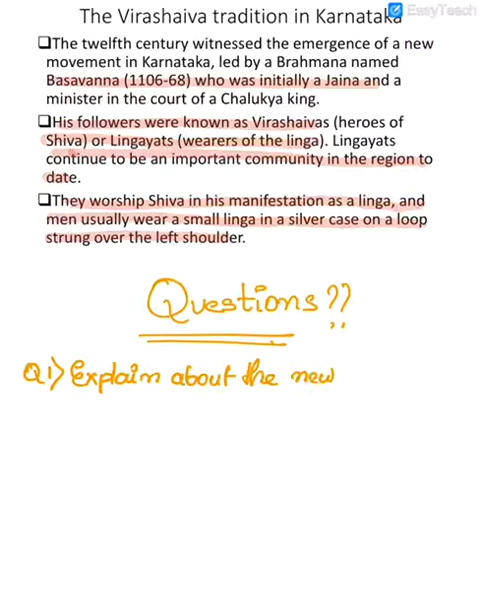 The Virashaiva tradition in Karnataka
EasyTeach
❑The twelfth century witnessed the emergence of a new
movement in Karnataka, led by a Brahmana named
Basavanna (1106-68) who was initially a Jaina and a
minister in the court of a Chalukya king.
❑His followers were known as Virashaivas (heroes of
Shiva) or Lingayats (wearers of the linga). Lingayats
continue to be an important community in the region to
date.
❑They worship Shiva in his manifestation as a linga, and
men usually wear a small linga in a silver case on a loop
strung over the left shoulder.
Questions??
Q1) Explaim about the new